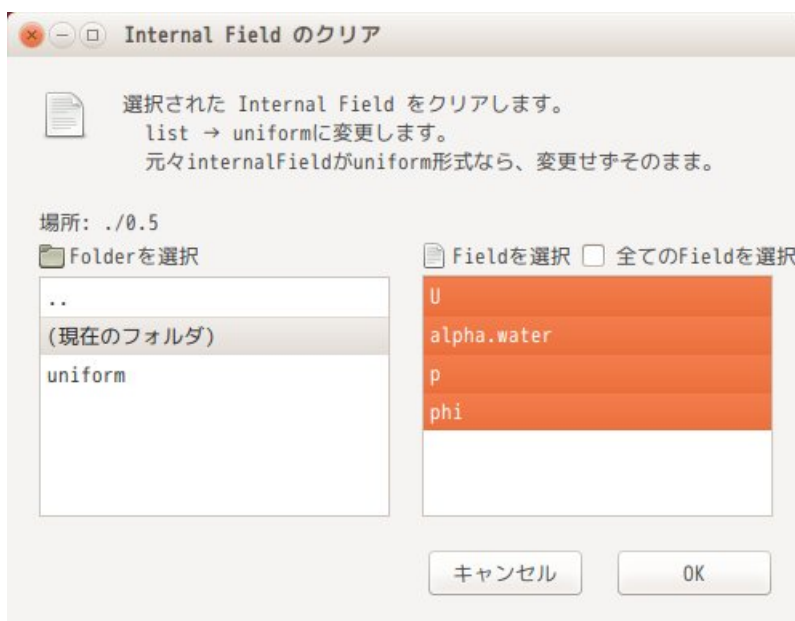 Internal Field のクリア
選択された Internal Field をクリアします。
list → uniformに変更します。
元々internalFieldがuniform形式なら、変更せずそのまま。
場所: ./0.5
Folderを選択
Fieldを選択 全てのFieldを選択
..
U
(現在のフォルダ)
alpha.water
uniform
p
phi
キャンセル OK